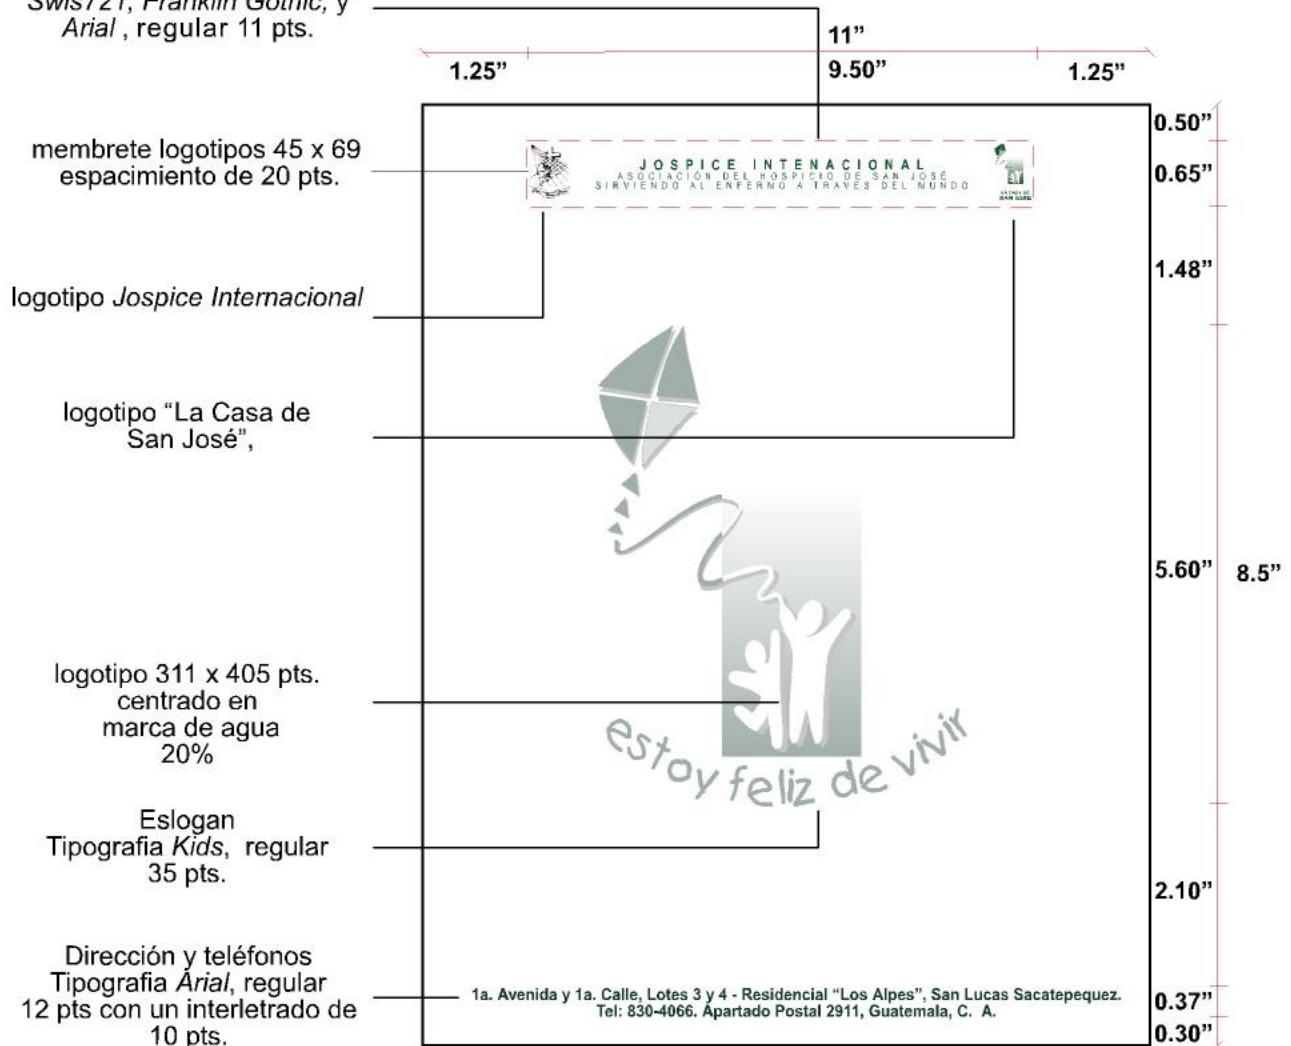 Swis721, Franklin Gothic, y
Arial , regular 11 pts.
11”
1.25”
9.50”
1.25”
0.50”
membrete logotipos 45 x 69
espacimiento de 20 pts.
JOSPICE INTENACIONAL
ASOCIACIÓN DEL HOSPICIO DE SAN JOSÉ
SIRVIENDO AL ENFERMO A TRAVÉS DEL MUNDO
LA CASA DE
SAN JOSÉ
0.65”
1.48”
logotipo Jospice Internacional
logotipo “La Casa de
San José”,
5.60”
8.5”
logotipo 311 x 405 pts.
centrado en
marca de agua
20%
estoy feliz de vivir
Eslogan
Tipografia Kids, regular
35 pts.
2.10”
Dirección y teléfonos
Tipografia Arial, regular
12 pts con un interletrado de
10 pts.
1a. Avenida y 1a. Calle, Lotes 3 y 4 - Residencial “Los Alpes”, San Lucas Sacatepequez.
Tel: 830-4066. Apartado Postal 2911, Guatemala, C. A.
0.37”
0.30”